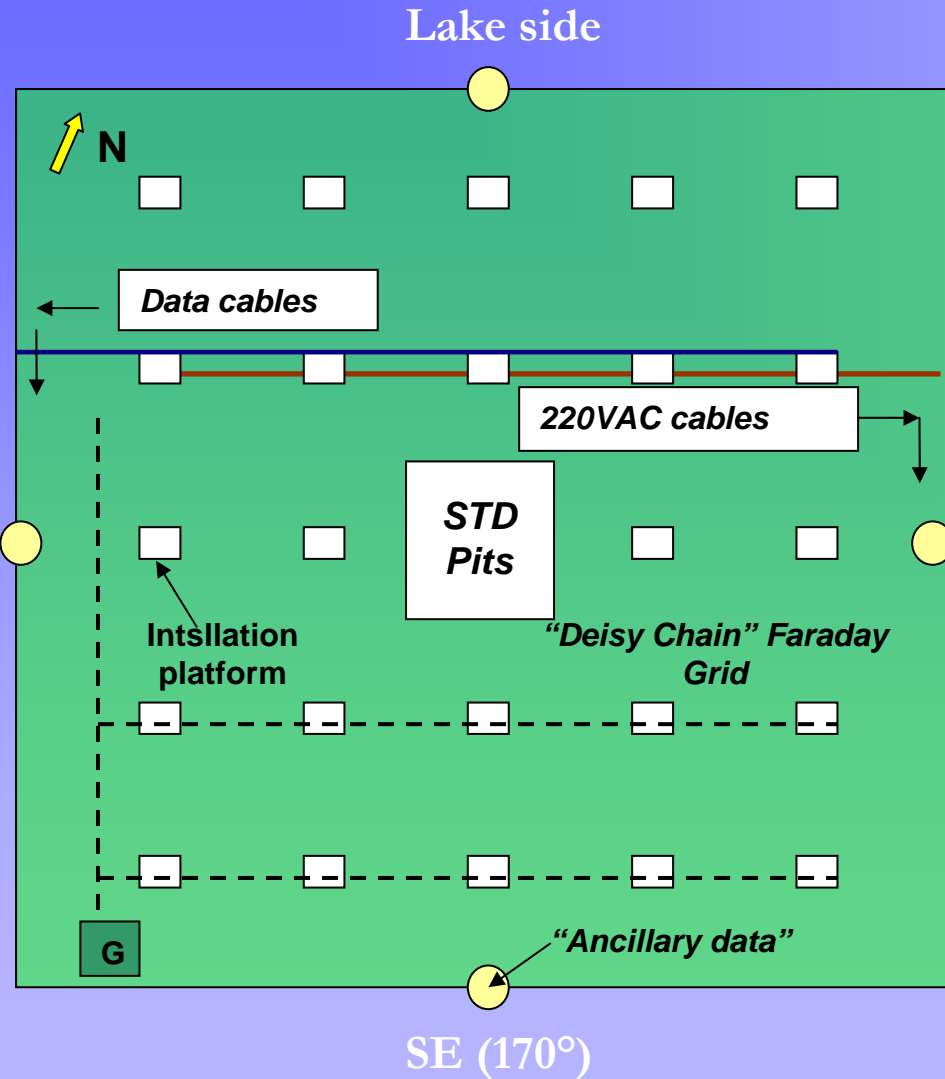 Lake side
N
Data cables
220VAC cables
STD
Pits
Intsllation
platform
“Deisy Chain” Faraday
Grid
“Ancillary data”
G
SE (170°)